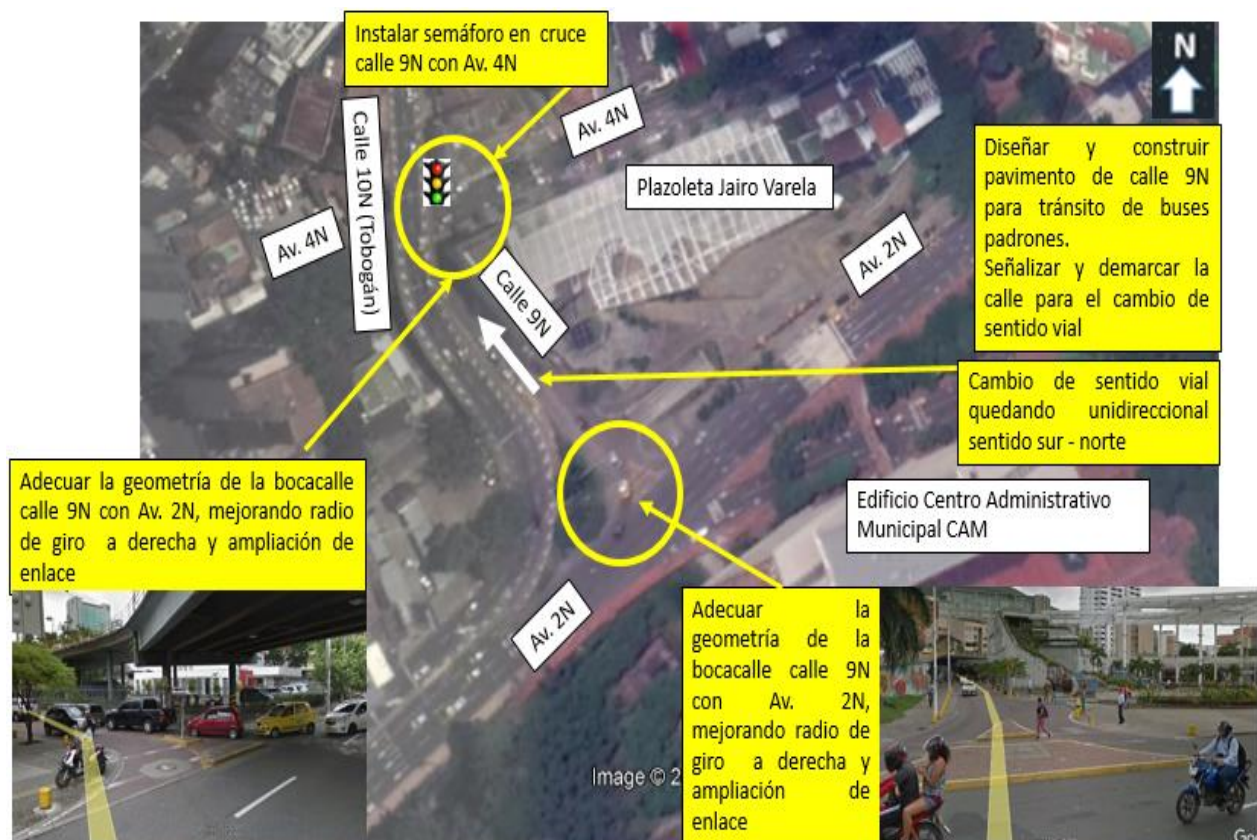 Instalar semáforo en cruce
calle 9N con Av. 4N
N
Calle 10N (Tobogán)
Av. 4N
Av. 4N
Plazoleta Jairo Varela
Diseñar y construir
pavimento de calle 9N
para tránsito de buses
padrones.
Señalizar y demarcar la
calle para el cambio de
sentido vial
Av. 2N
Calle 9N
Cambio de sentido vial
quedando unidireccional
sentido sur - norte
Adecuar la geometría de la bocacalle
calle 9N con Av. 2N, mejorando radio
de giro a derecha y ampliación de
enlace
Edificio Centro Administrativo
Municipal CAM
Av. 2N
Adecuar la
geometría de la
bocacalle calle 9N
con Av. 2N,
mejorando radio de
giro a derecha y
ampliación de
enlace
Image © 2
Go